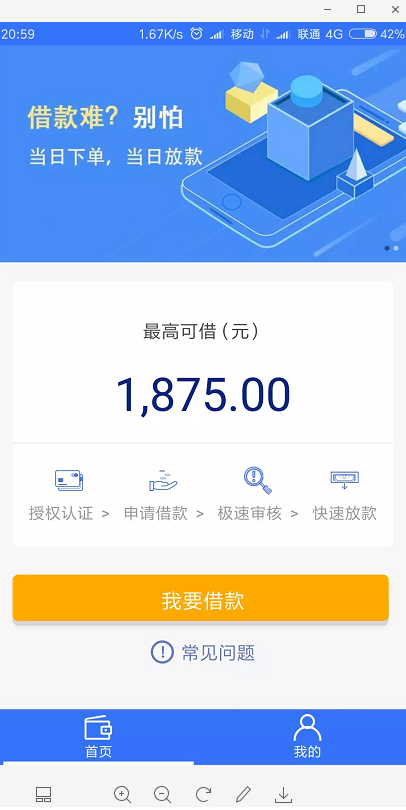 20:59 1.67K/s 移动 联通 4G 42%
借款难？别怕
当日下单，当日放款
最高可借(元)
1,875.00
授权认证 > 申请借款 > 极速审核 > 快速放款
我要借款
常见问题
首页 我的